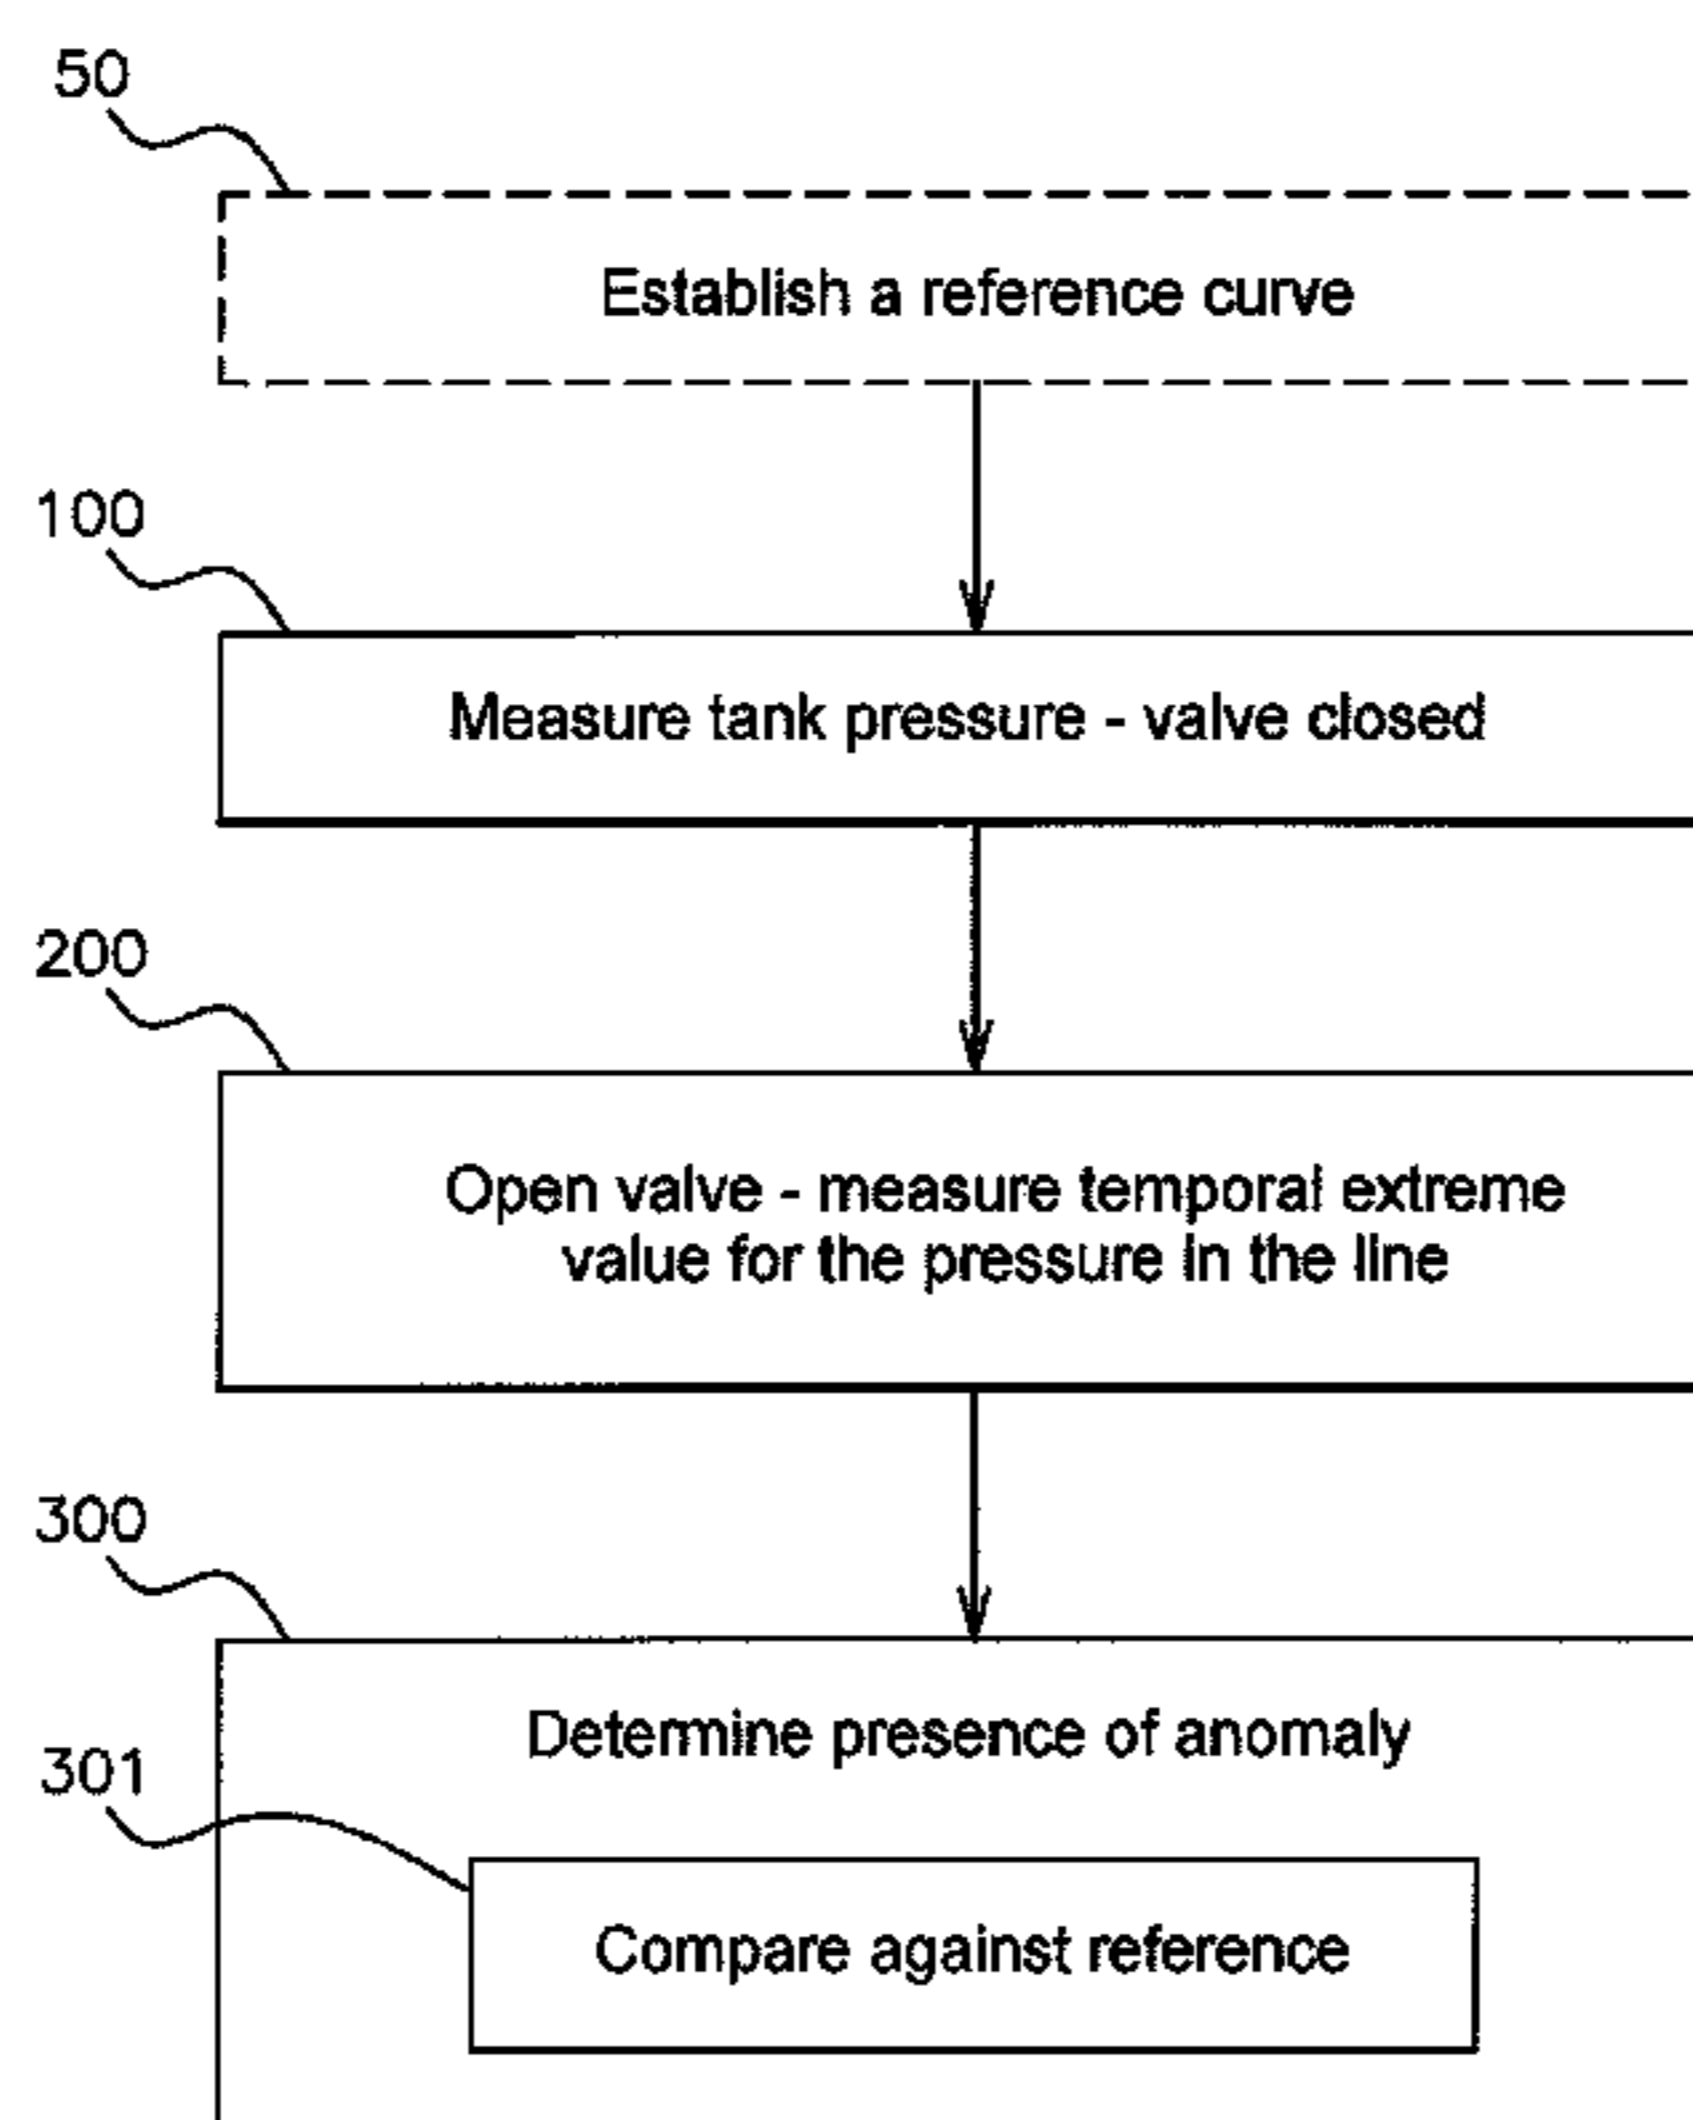 50
Establish a reference curve
100
Measure tank pressure - valve closed
200
Open valve - measure temporal extreme
value for the pressure in the line
300
Determine presence of anomaly
301
Compare against reference